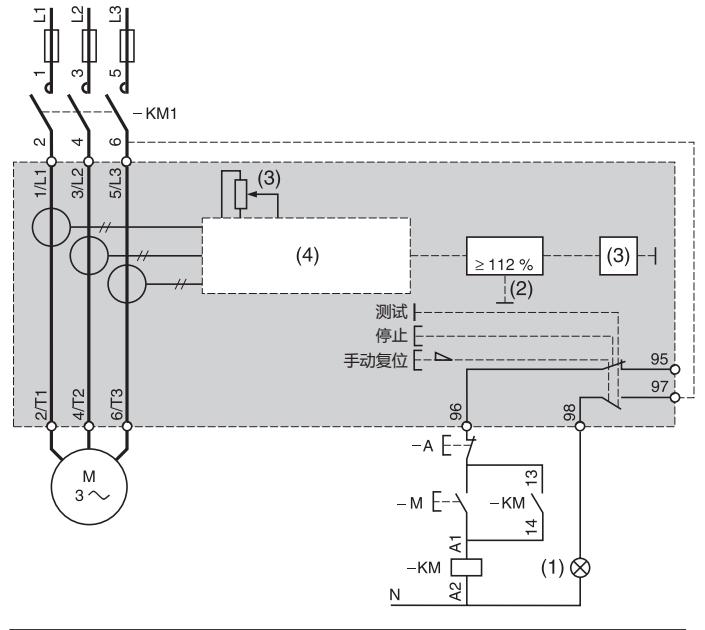 L1 L2 L3
1 3 5
–KM1
2 4 6
1/L1 3/L2 5/L3
(3)
(4)
≥ 112 %
(3)
(2)
测试
停止
手动复位
95
97
2/T1 4/T2 6/T3
96 98
–A
M
3
–M
–KM
13
14
A1
–KM
(1)
A2
N